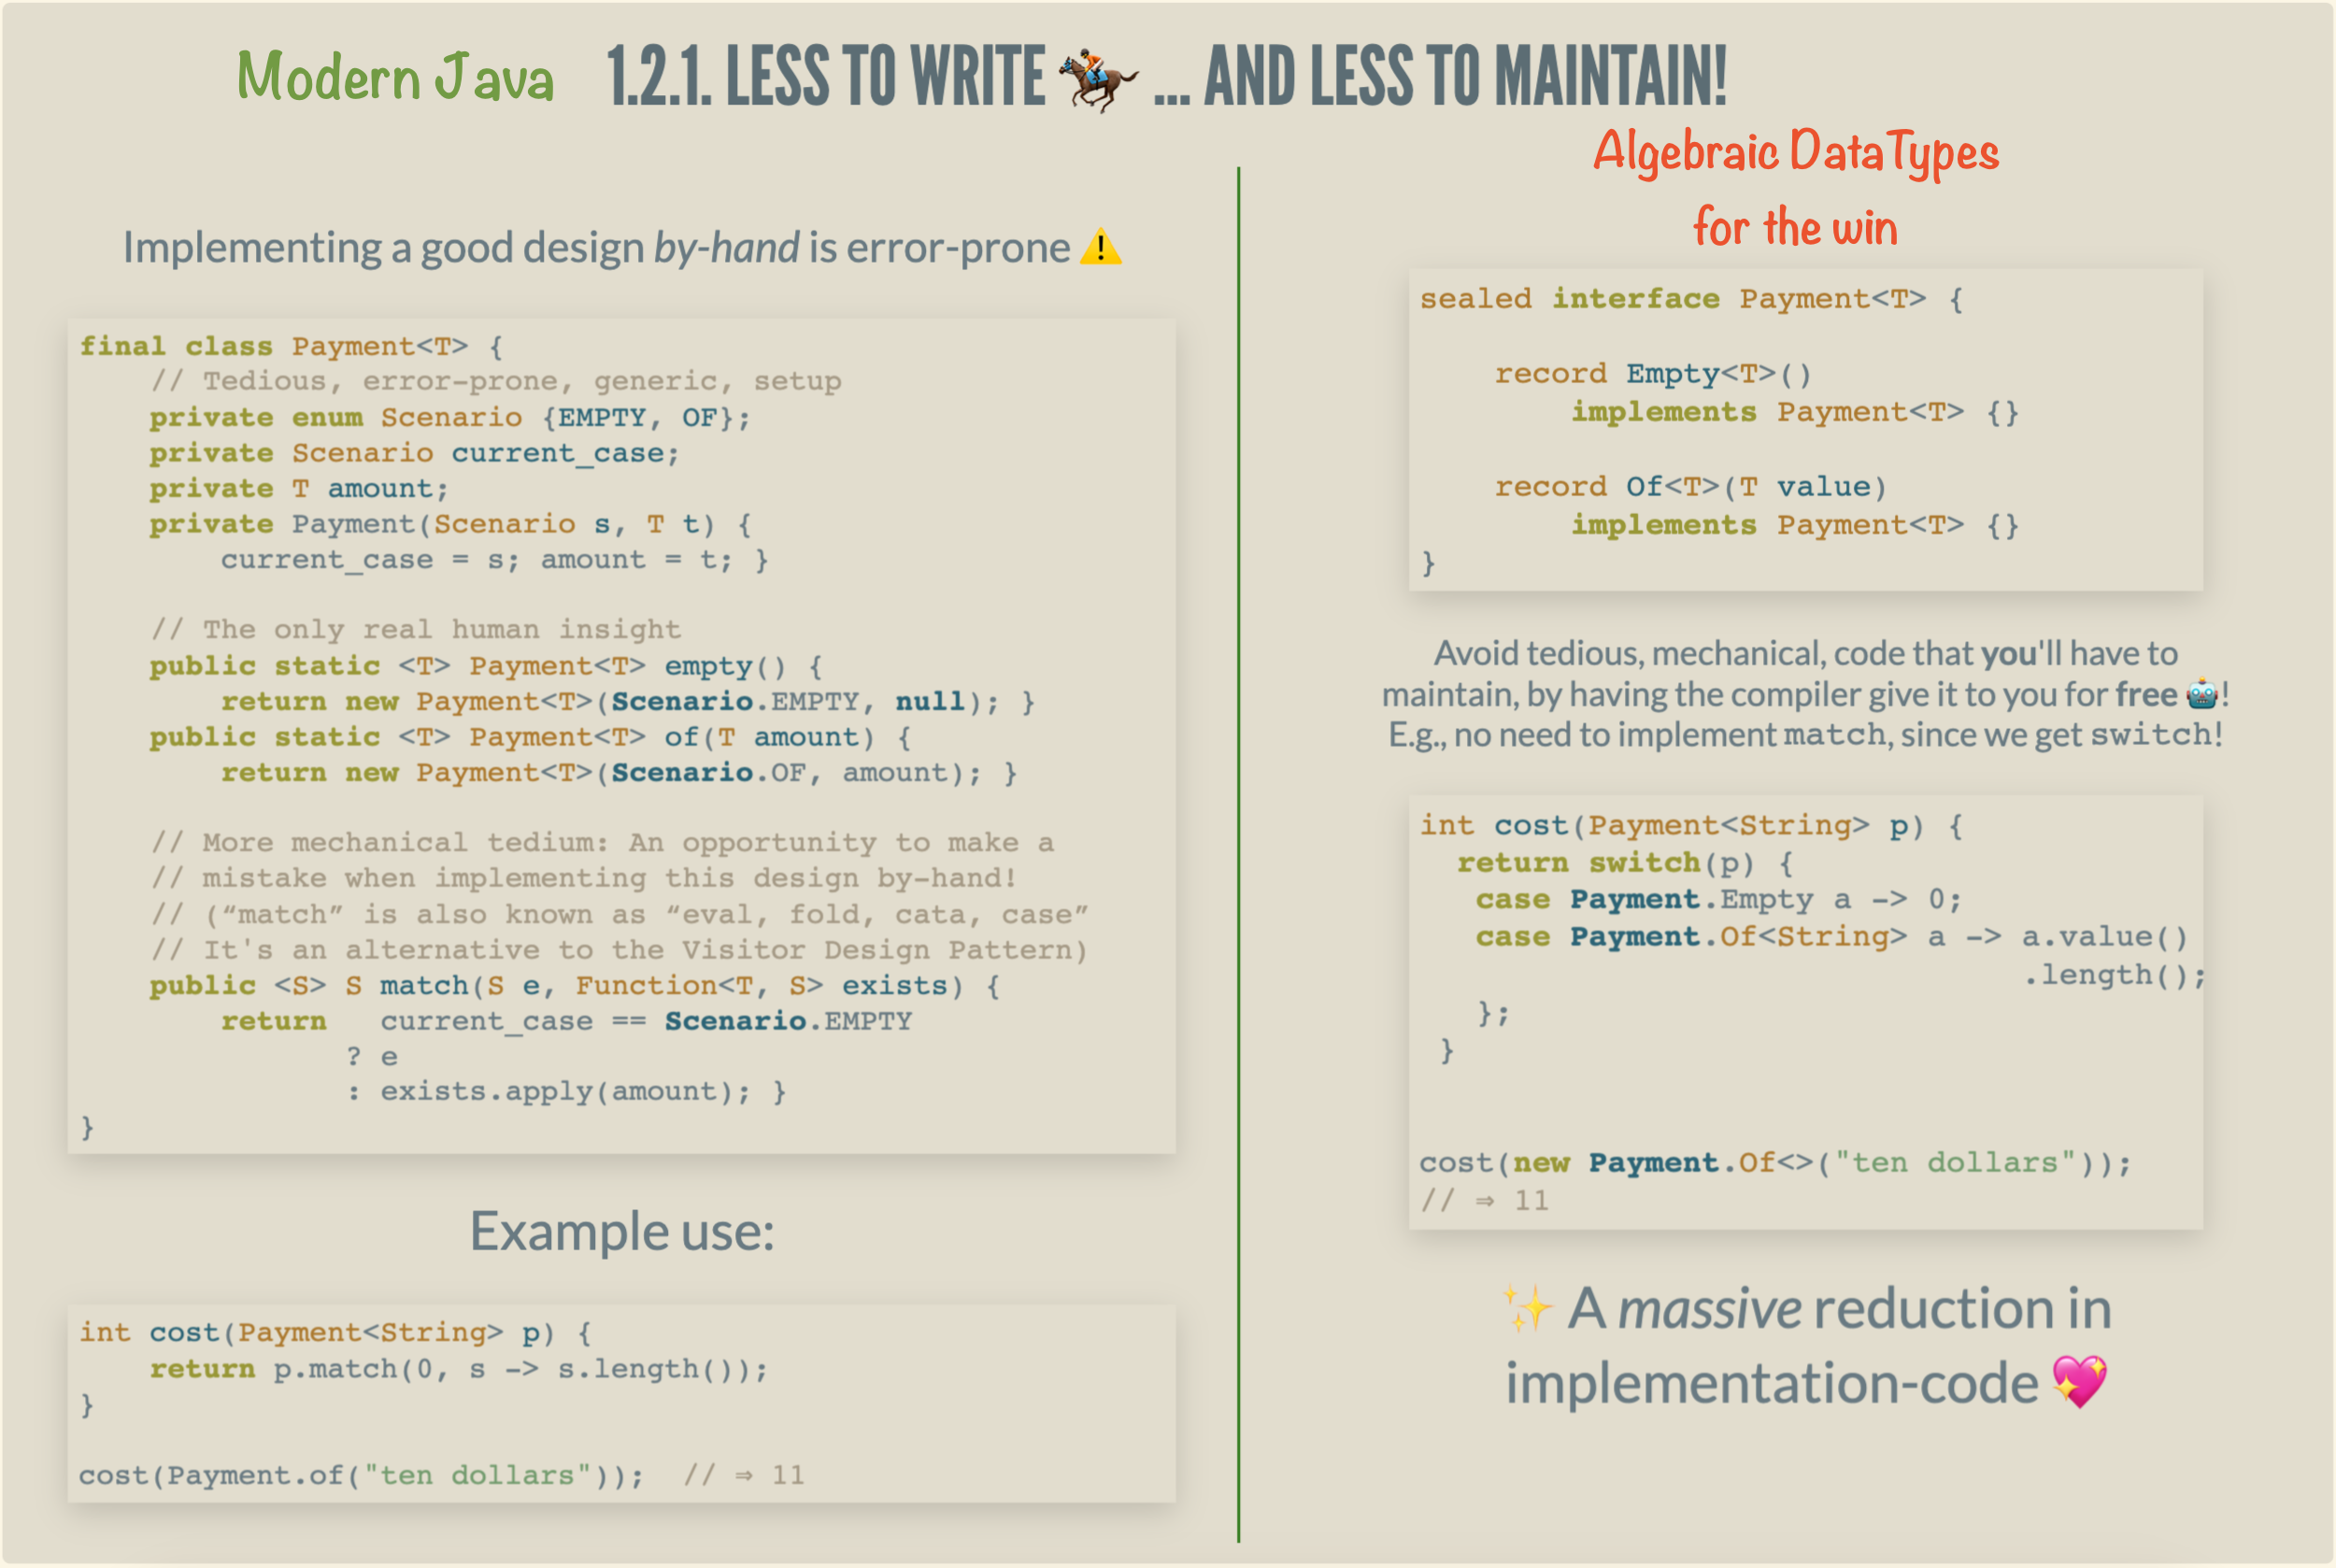 Modern Java 1.2.1. LESS TO WRITE 🏇 ... AND LESS TO MAINTAIN!
Implementing a good design by-hand is error-prone ⚠️
final class Payment<T> {
    // Tedious, error-prone, generic, setup
    private enum Scenario {EMPTY, OF};
    private Scenario current_case;
    private T amount;
    private Payment(Scenario s, T t) {
        current_case = s; amount = t; }

    // The only real human insight
    public static <T> Payment<T> empty() {
        return new Payment<T>(Scenario.EMPTY, null); }
    public static <T> Payment<T> of(T amount) {
        return new Payment<T>(Scenario.OF, amount); }

    // More mechanical tedium: An opportunity to make a
    // mistake when implementing this design by-hand!
    // (“match” is also known as “eval, fold, cata, case”
    // It's an alternative to the Visitor Design Pattern)
    public <S> S match(S e, Function<T, S> exists) {
        return   current_case == Scenario.EMPTY
               ? e
               : exists.apply(amount); }
}
Example use:
int cost(Payment<String> p) {
    return p.match(0, s -> s.length());
}

cost(Payment.of("ten dollars");  // ⇒ 11
Algebraic DataTypes
for the win
sealed interface Payment<T> {

    record Empty<T>()
        implements Payment<T> {}

    record Of<T>(T value)
        implements Payment<T> {}
}
Avoid tedious, mechanical, code that you'll have to
maintain, by having the compiler give it to you for free 🤖!
E.g., no need to implement match, since we get switch!
int cost(Payment<String> p) {
  return switch(p) {
   case Payment.Empty a -> 0;
   case Payment.Of<String> a -> a.value()
                                .length();
   };
 }

cost(new Payment.Of<>("ten dollars"));
// ⇒ 11
✨ A massive reduction in
implementation-code 💖